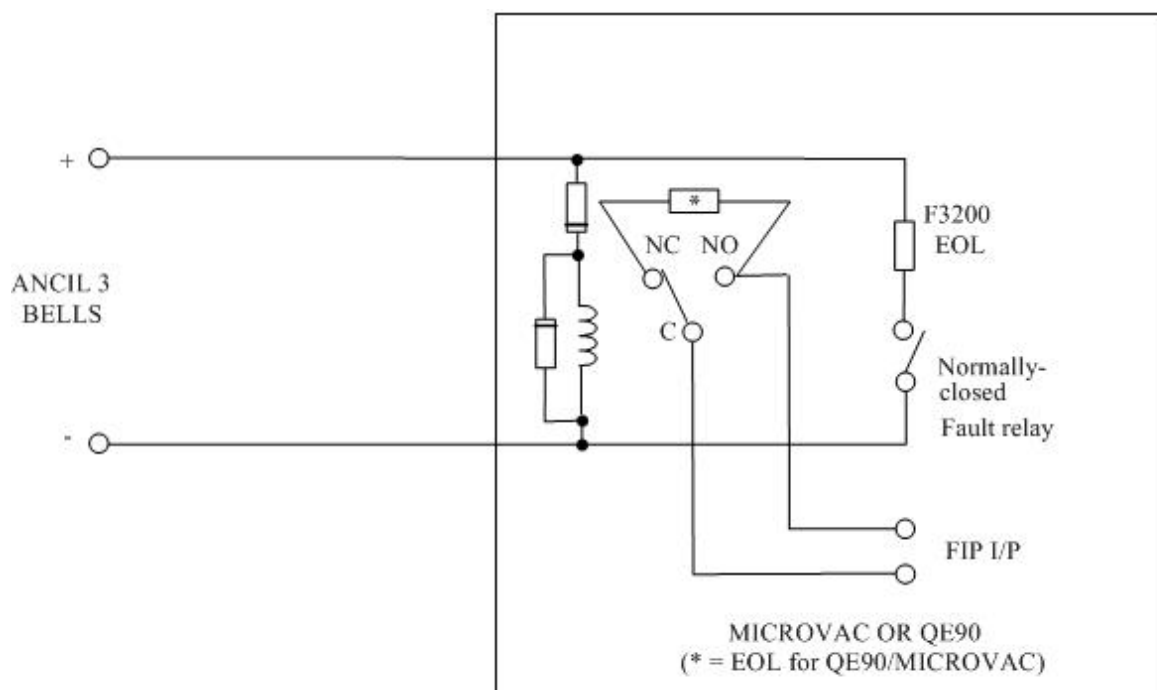 +
F3200
EOL
*
NC NO
ANCIL 3
BELLS
C
Normally-
closed
Fault relay
-
FIP I/P
MICROVAC OR QE90
(* = EOL for QE90/MICROVAC)